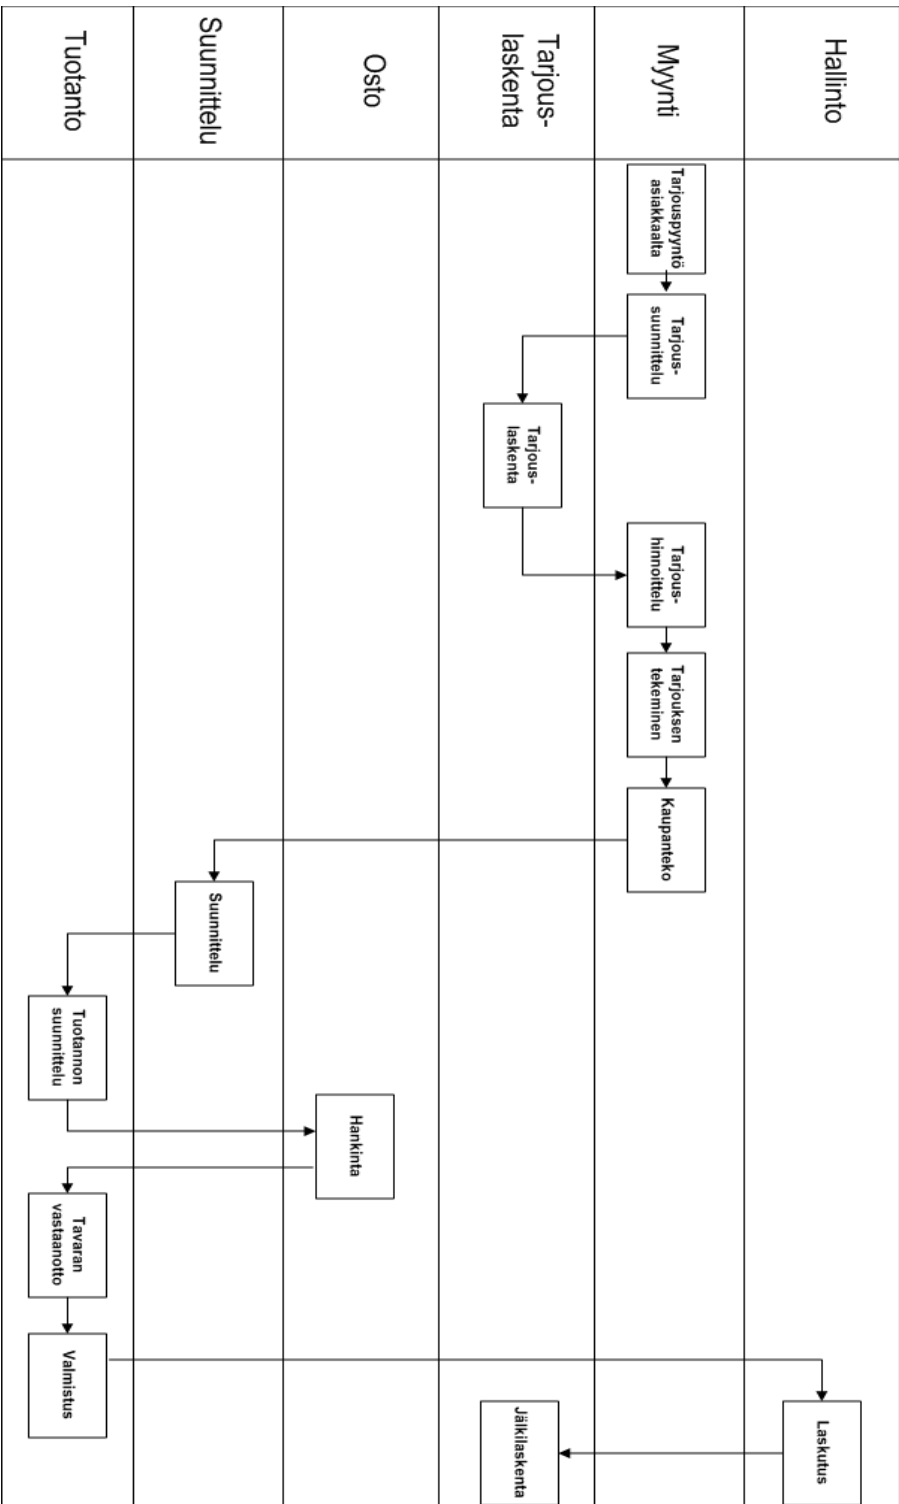 Hallinto
Myynti
Tarjous-
laskenta
Osto
Suunnittelu
Tuotanto
Tarjouspyyntö
asiakkaalta
Tarjous-
suunnittelu
Tarjous-
laskenta
Tarjous-
hinnoittelu
Tarjouksen
tekeminen
Kaupanteko
Suunnittelu
Tuotannon
suunnittelu
Hankinta
Tavaran
vastaanotto
Valmistus
Laskutus
Jälkilaskenta